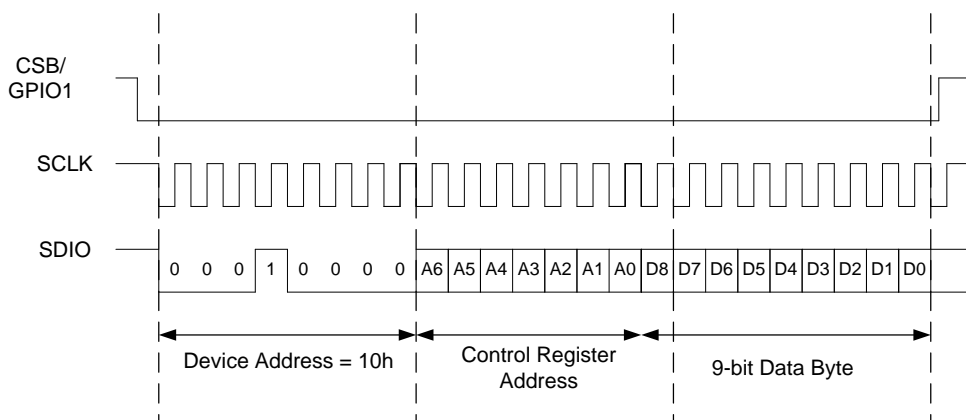 CSB/
GPIO1
SCLK
SDIO
0 0 0 1 0 0 0 0 A6 A5 A4 A3 A2 A1 A0 D8 D7 D6 D5 D4 D3 D2 D1 D0
Device Address = 10h
Control Register
Address
9-bit Data Byte